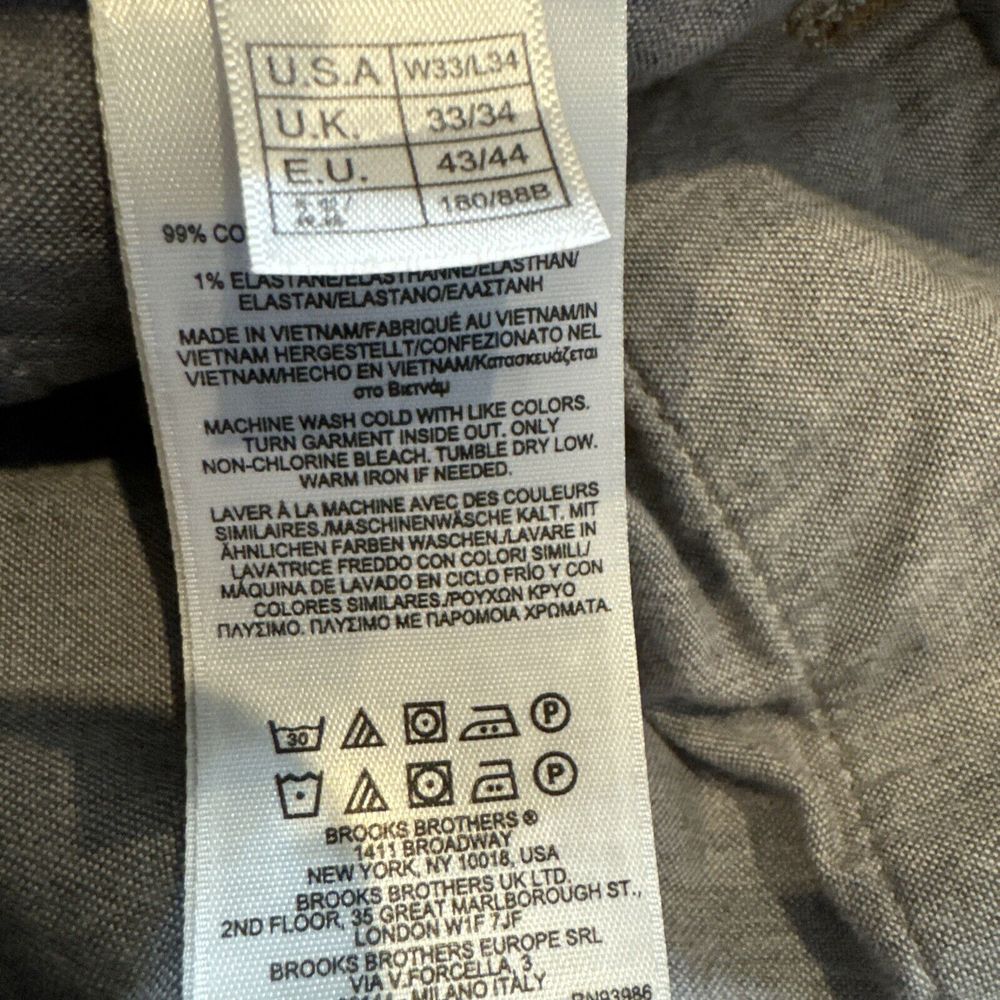 U.S.A W33/L34
U.K. 33/34
E.U. 43/44
180/88B
99% CO
1% ELASTANE/ELASTHANNE/ELASTHAN/
ELASTAN/ELASTANO/ΕΛΑΣΤΑΝΗ
MADE IN VIETNAM/FABRIQUÉ AU VIETNAM/IN
VIETNAM HERGESTELLT/CONFEZIONATO NEL
VIETNAM/HECHO EN VIETNAM/Κατασκευάζεται
στο Βιετνάμ
MACHINE WASH COLD WITH LIKE COLORS.
TURN GARMENT INSIDE OUT. ONLY
NON-CHLORINE BLEACH. TUMBLE DRY LOW.
WARM IRON IF NEEDED.
LAVER À LA MACHINE AVEC DES COULEURS
SIMILAIRES./MASCHINENWÄSCHE KALT. MIT
ÄHNLICHEN FARBEN WASCHEN./LAVARE IN
LAVATRICE FREDDO CON COLORI SIMILI./
MÁQUINA DE LAVADO EN CICLO FRÍO Y CON
COLORES SIMILARES./ΡΟΥΧΩΝ ΚΡΥΟ
ΠΛΥΣΙΜΟ. ΠΛΥΣΙΜΟ ΜΕ ΠΑΡΟΜΟΙΑ ΧΡΩΜΑΤΑ.
30 P
P
BROOKS BROTHERS ®
1411 BROADWAY
NEW YORK, NY 10018, USA
BROOKS BROTHERS UK LTD.
2ND FLOOR, 35 GREAT MARLBOROUGH ST.,
LONDON W1F 7JF
BROOKS BROTHERS EUROPE SRL
VIA V.FORCELLA, 3
MILANO ITALY
RN93986